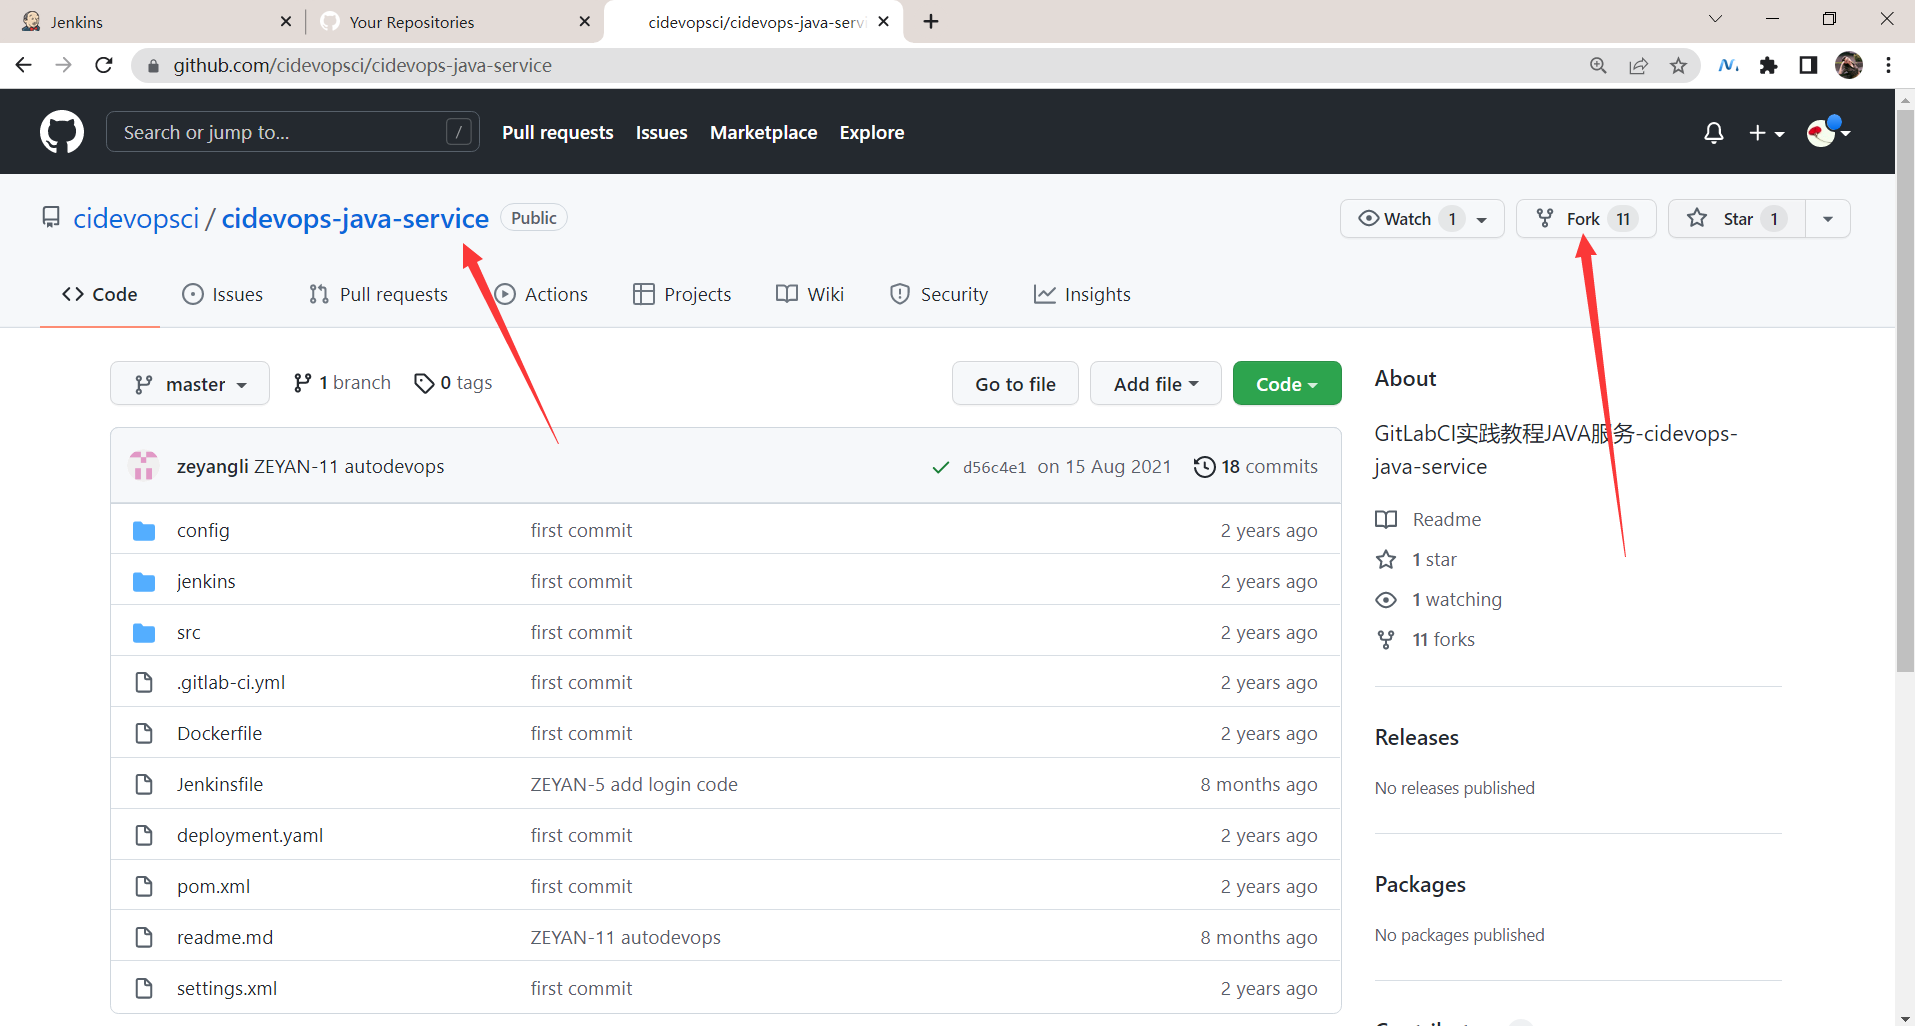 Jenkins
Your Repositories
cidevopsci/cidevops-java-serv
github.com/cidevopsci/cidevops-java-service
Search or jump to... /
Pull requests Issues Marketplace Explore
cidevopsci / cidevops-java-service Public
Watch 1
Fork 11
Star 1
Code Issues Pull requests Actions Projects Wiki Security Insights
master 1 branch 0 tags
Go to file Add file Code
zeyangli ZEYAN-11 autodevops d56c4e1 on 15 Aug 2021 18 commits
config first commit 2 years ago
jenkins first commit 2 years ago
src first commit 2 years ago
.gitlab-ci.yml first commit 2 years ago
Dockerfile first commit 2 years ago
Jenkinsfile ZEYAN-5 add login code 8 months ago
deployment.yaml first commit 2 years ago
pom.xml first commit 2 years ago
readme.md ZEYAN-11 autodevops 8 months ago
settings.xml first commit 2 years ago
About
GitLabCI实践教程JAVA服务-cidevops-
java-service
Readme
1 star
1 watching
11 forks
Releases
No releases published
Packages
No packages published